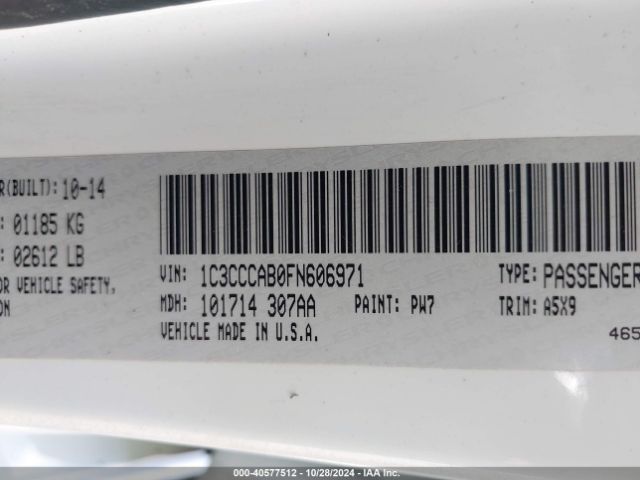 R(BUILT): 10-14
: 01185 KG
: 02612 LB
OR VEHICLE SAFETY,
ON
VIN: 1C3CCCAB0FN606971
MDH: 101714 307AA PAINT: PW7
VEHICLE MADE IN U.S.A.
TYPE: PASSENGER
TRIM: A5X9
465
000-40577512 - 10/28/2024 - IAA Inc.